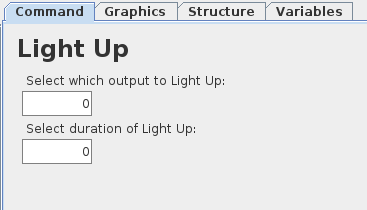 Command Graphics Structure Variables
Light Up
Select which output to Light Up:
0
Select duration of Light Up:
0